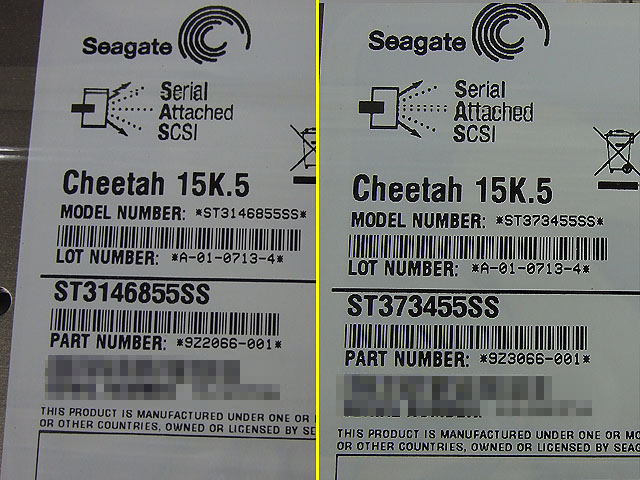 Seagate
Serial
Attached
SCSI
Cheetah 15K.5
MODEL NUMBER: *ST3146855SS*
LOT NUMBER: *A-01-0713-4*
ST3146855SS
PART NUMBER: *9Z2066-001*
THIS PRODUCT IS MANUFACTURED UNDER ONE OR
OR OTHER COUNTRIES, OWNED OR LICENSED BY SE
Seagate
Serial
Attached
SCSI
Cheetah 15K.5
MODEL NUMBER: *ST373455SS*
LOT NUMBER: *A-01-0713-4*
ST373455SS
PART NUMBER: *9Z3066-001*
THIS PRODUCT IS MANUFACTURED UNDER ONE OR MO
OR OTHER COUNTRIES, OWNED OR LICENSED BY SEAG